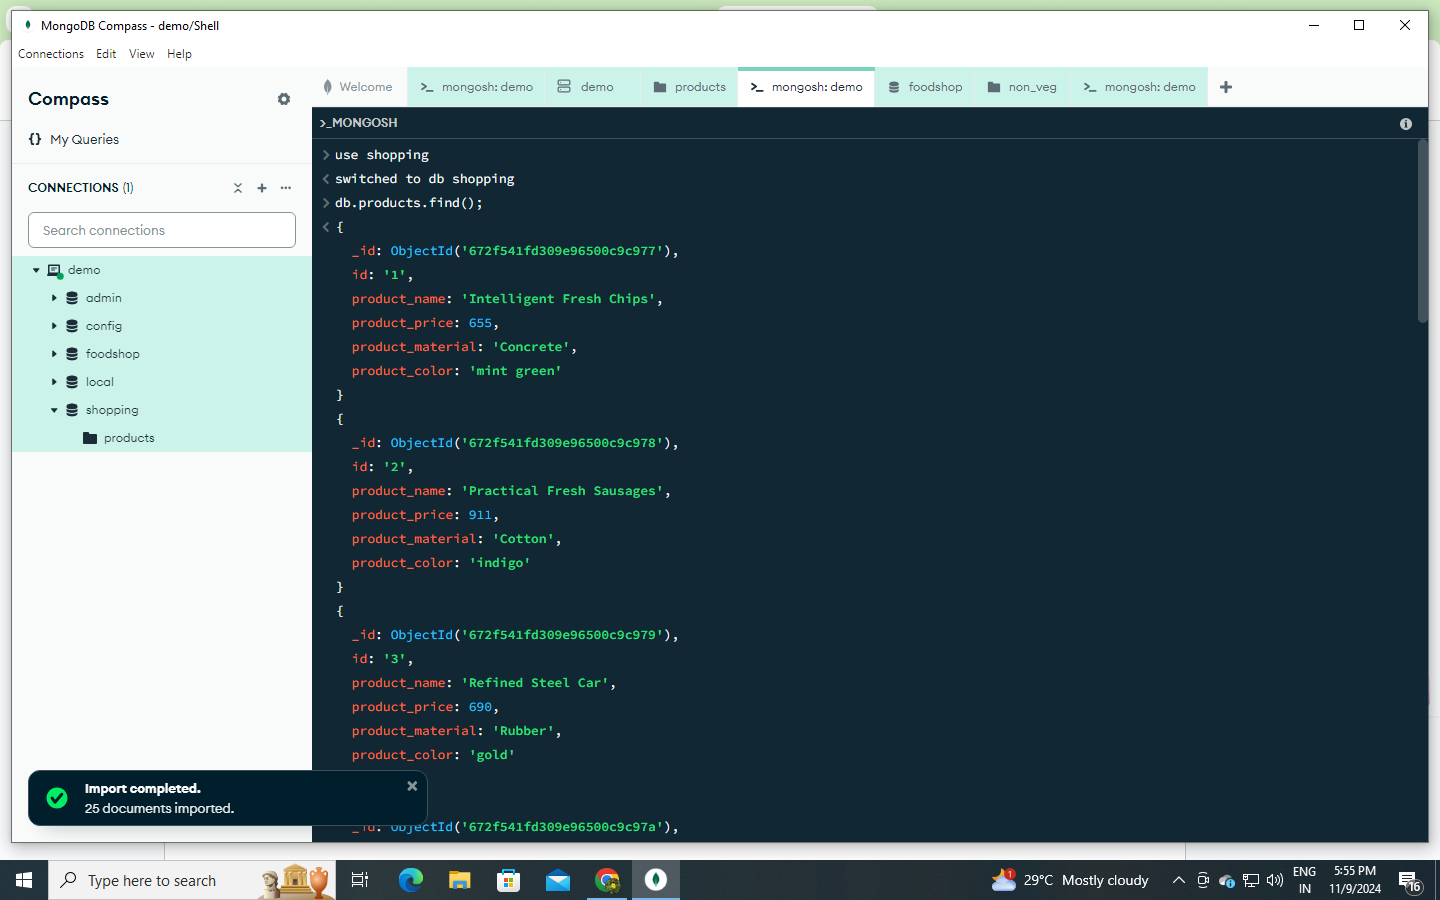 MongoDB Compass - demo/Shell
Connections Edit View Help
Compass
My Queries
CONNECTIONS (1)
Search connections
demo
admin
config
foodshop
local
shopping
products
Welcome
mongosh: demo
demo
products
mongosh: demo
foodshop
non_veg
mongosh: demo
>_MONGOSH
> use shopping
< switched to db shopping
> db.products.find();
< {
_id: ObjectId('672f541fd309e96500c9c977'),
id: '1',
product_name: 'Intelligent Fresh Chips',
product_price: 655,
product_material: 'Concrete',
product_color: 'mint green'
}
{
_id: ObjectId('672f541fd309e96500c9c978'),
id: '2',
product_name: 'Practical Fresh Sausages',
product_price: 911,
product_material: 'Cotton',
product_color: 'indigo'
}
{
_id: ObjectId('672f541fd309e96500c9c979'),
id: '3',
product_name: 'Refined Steel Car',
product_price: 690,
product_material: 'Rubber',
product_color: 'gold'
_id: ObjectId('672f541fd309e96500c9c97a'),
Import completed.
25 documents imported.
Type here to search
1
29°C Mostly cloudy
ENG
IN
5:55 PM
11/9/2024
16